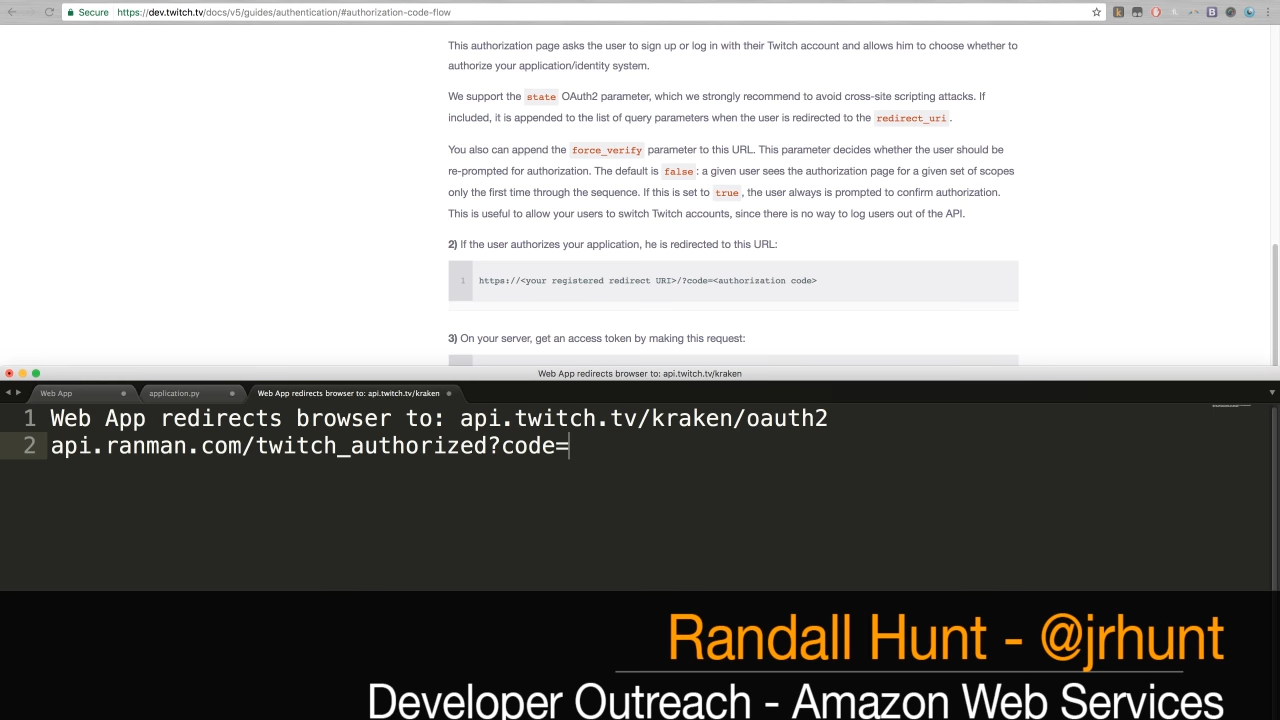 Secure https://dev.twitch.tv/docs/v5/guides/authentication/#authorization-code-flow
This authorization page asks the user to sign up or log in with their Twitch account and allows him to choose whether to
authorize your application/identity system.
We support the state OAuth2 parameter, which we strongly recommend to avoid cross-site scripting attacks. If
included, it is appended to the list of query parameters when the user is redirected to the redirect_uri .
You also can append the force_verify parameter to this URL. This parameter decides whether the user should be
re-prompted for authorization. The default is false : a given user sees the authorization page for a given set of scopes
only the first time through the sequence. If this is set to true , the user always is prompted to confirm authorization.
This is useful to allow your users to switch Twitch accounts, since there is no way to log users out of the API.
2) If the user authorizes your application, he is redirected to this URL:
1 https://<your registered redirect URI>/?code=<authorization code>
3) On your server, get an access token by making this request:
Web App redirects browser to: api.twitch.tv/kraken
Web App application.py Web App redirects browser to: api.twitch.tv/kraken
1 Web App redirects browser to: api.twitch.tv/kraken/oauth2
2 api.ranman.com/twitch_authorized?code=
Randall Hunt - @jrhunt
Developer Outreach - Amazon Web Services